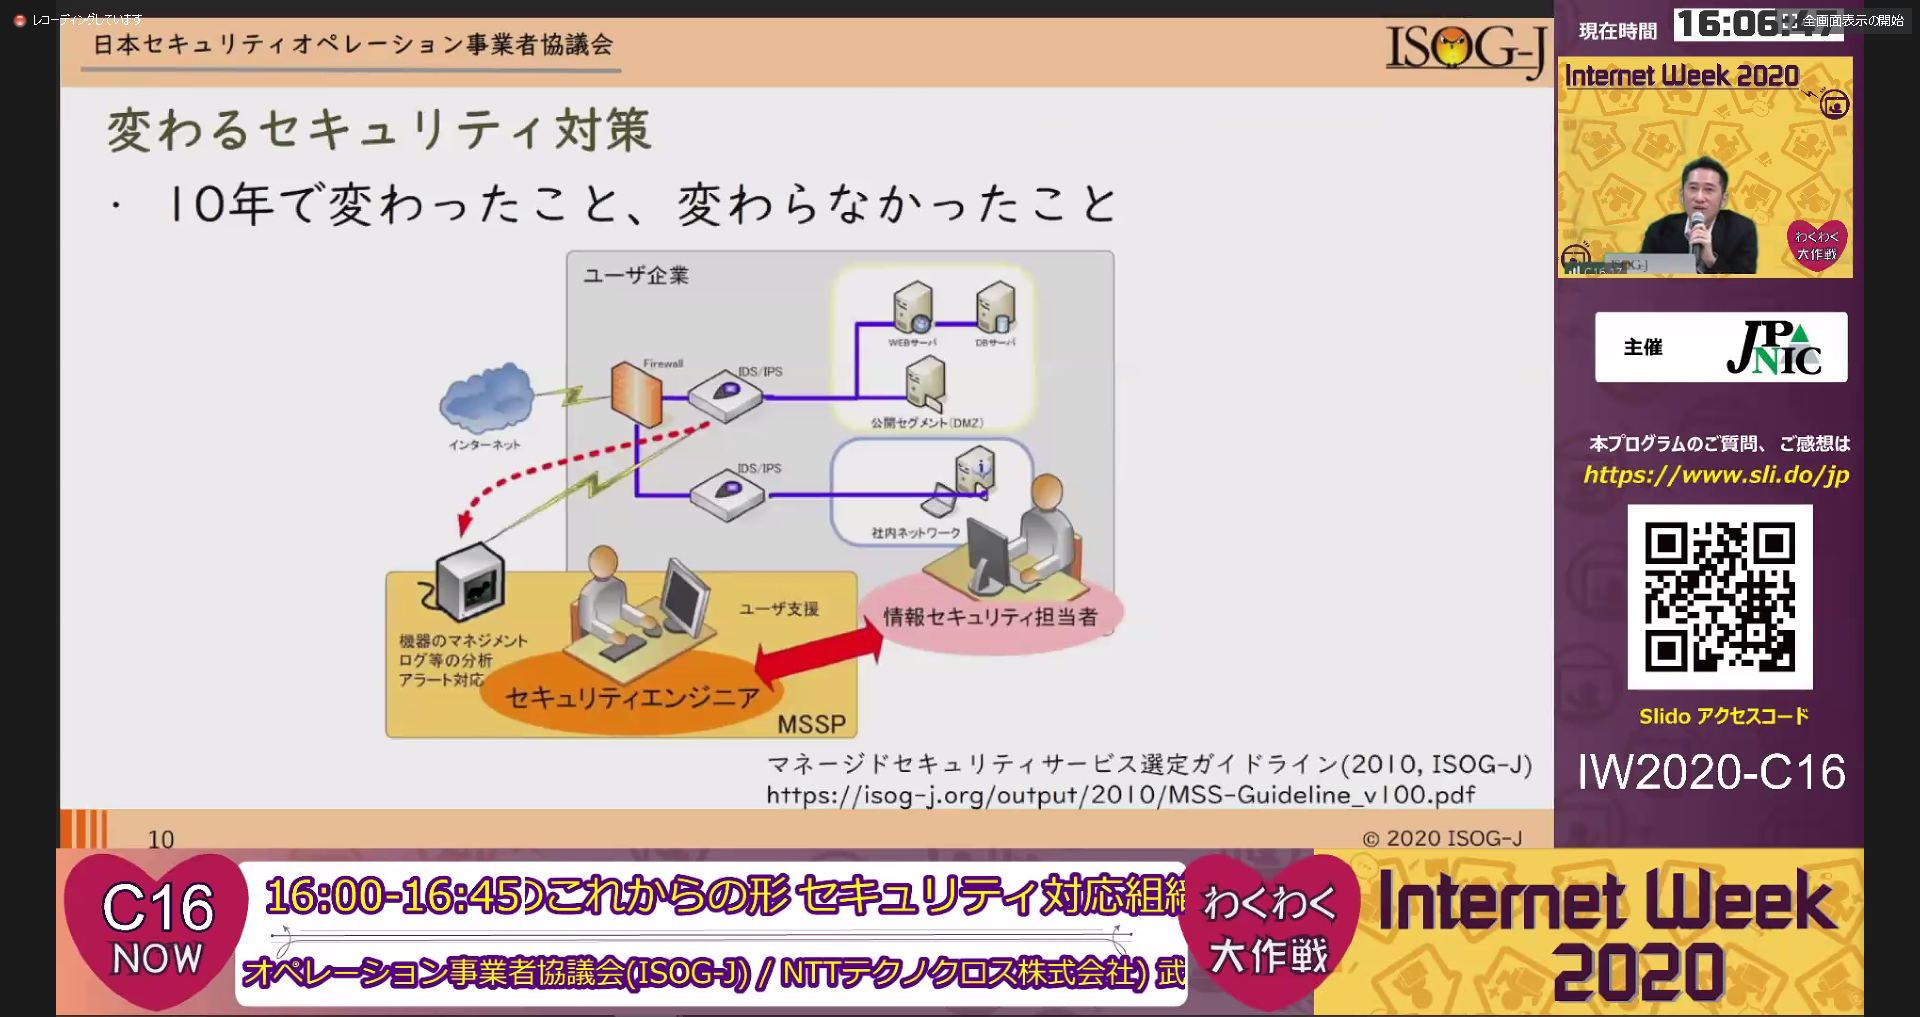 レコーディングしています
日本セキュリティオペレーション事業者協議会
ISOG-J
変わるセキュリティ対策
・ 10年で変わったこと、変わらなかったこと
ユーザ企業
WEBサーバ
DBサーバ
Firewall
IDS/IPS
公開セグメント(DMZ)
インターネット
IDS/IPS
社内ネットワーク
情報セキュリティ担当者
ユーザ支援
機器のマネジメント
ログ等の分析
アラート対応
セキュリティエンジニア
MSSP
マネージドセキュリティサービス選定ガイドライン(2010, ISOG-J)
https://isog-j.org/output/2010/MSS-Guideline_v100.pdf
10
© 2020 ISOG-J
現在時間
16:06:47
全画面表示の開始
Internet Week 2020
わくわく
大作戦
ISOG-J
C16-17
主催
JPNIC
本プログラムのご質問、ご感想は
https://www.sli.do/jp
Slido アクセスコード
IW2020-C16
C16
NOW
16:00-16:45
のこれからの形 セキュリティ対応組織
オペレーション事業者協議会(ISOG-J) / NTTテクノクロス株式会社) 武
わくわく
大作戦
Internet Week
2020